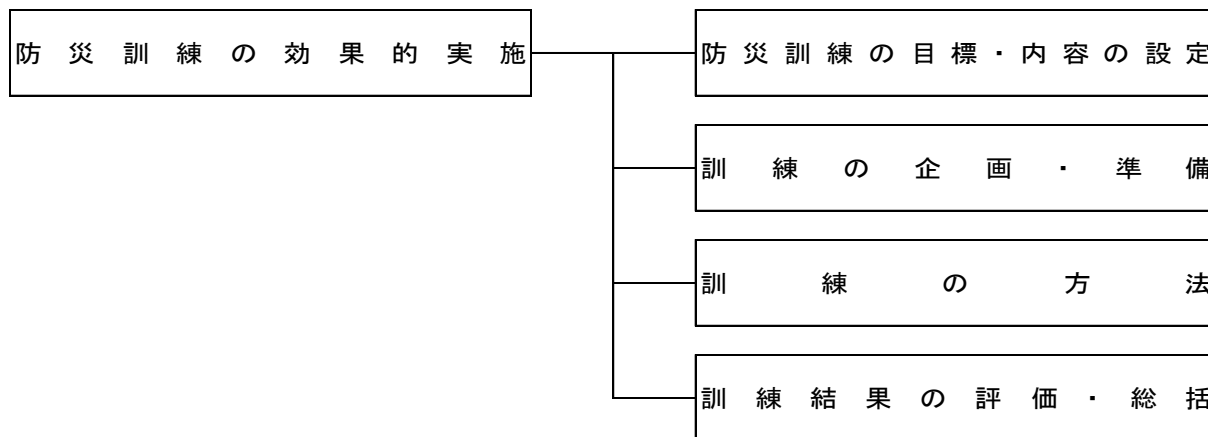 防災訓練の効果的実施
防災訓練の目標・内容の設定
訓練の企画・準備
訓練の方法
訓練結果の評価・総括